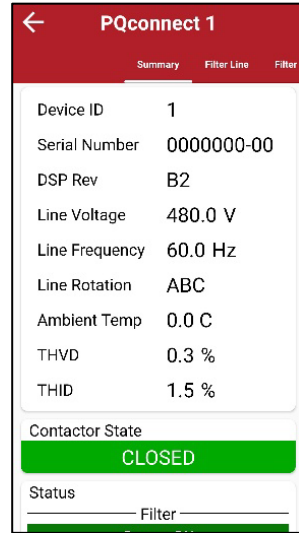 PQconnect 1
Summary Filter Line Filter
Device ID 1
Serial Number 0000000-00
DSP Rev B2
Line Voltage 480.0 V
Line Frequency 60.0 Hz
Line Rotation ABC
Ambient Temp 0.0 C
THVD 0.3 %
THID 1.5 %
Contactor State
CLOSED
Status
Filter